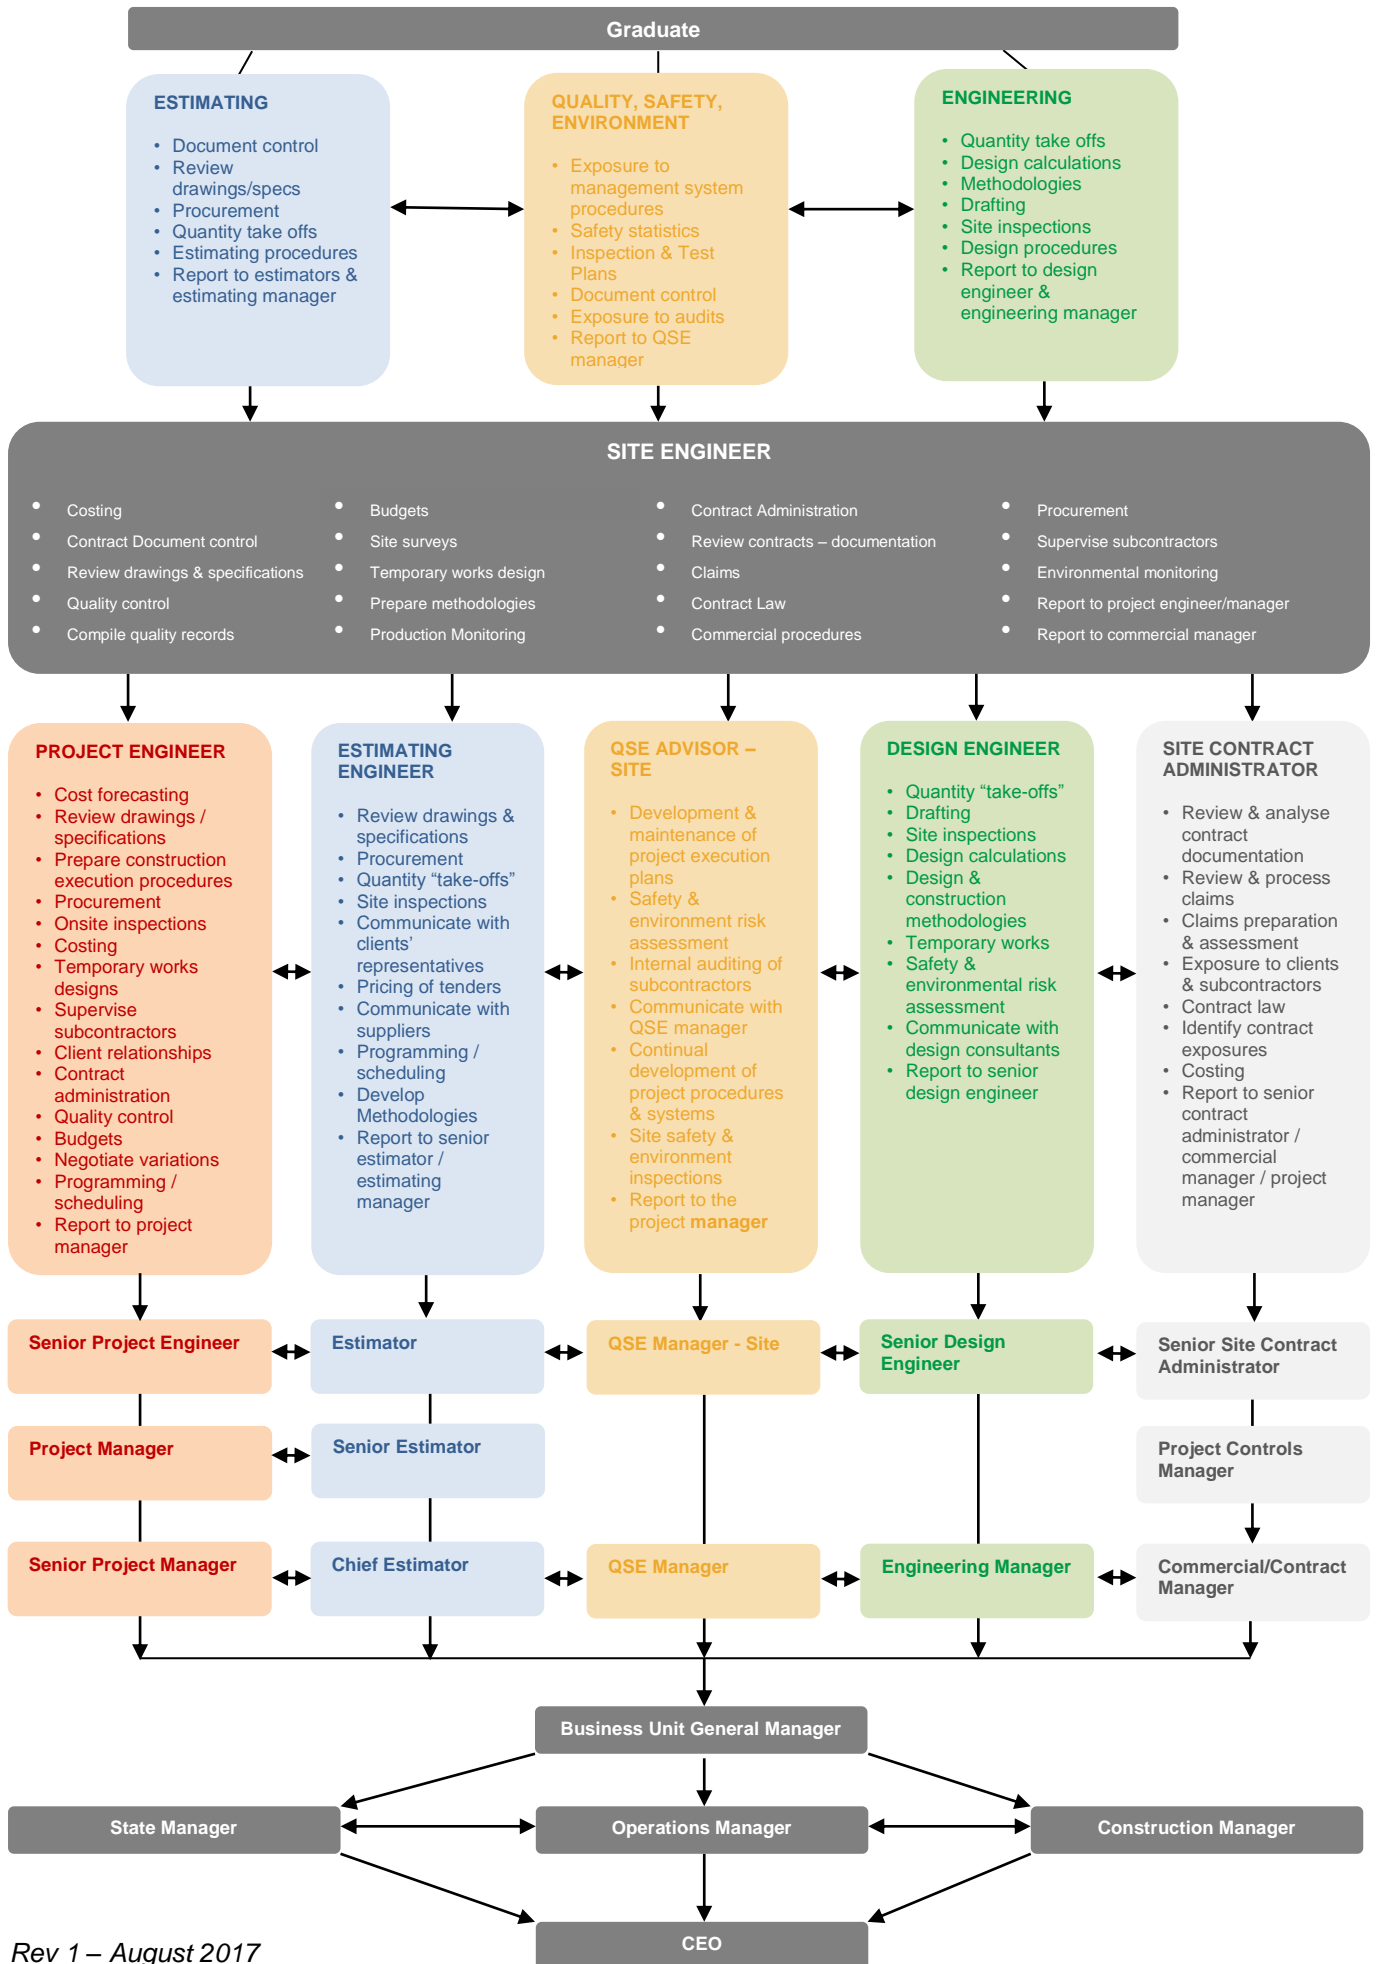 Graduate
ESTIMATING
• Document control
• Review
drawings/specs
• Procurement
• Quantity take offs
• Estimating procedures
• Report to estimators &
estimating manager
QUALITY, SAFETY,
ENVIRONMENT
• Exposure to
management system
procedures
• Safety statistics
• Inspection & Test
Plans
• Document control
• Exposure to audits
• Report to QSE
manager
ENGINEERING
• Quantity take offs
• Design calculations
• Methodologies
• Drafting
• Site inspections
• Design procedures
• Report to design
engineer &
engineering manager
SITE ENGINEER
• Costing
• Contract Document control
• Review drawings & specifications
• Quality control
• Compile quality records
• Budgets
• Site surveys
• Temporary works design
• Prepare methodologies
• Production Monitoring
• Contract Administration
• Review contracts – documentation
• Claims
• Contract Law
• Commercial procedures
• Procurement
• Supervise subcontractors
• Environmental monitoring
• Report to project engineer/manager
• Report to commercial manager
PROJECT ENGINEER
• Cost forecasting
• Review drawings /
specifications
• Prepare construction
execution procedures
• Procurement
• Onsite inspections
• Costing
• Temporary works
designs
• Supervise
subcontractors
• Client relationships
• Contract
administration
• Quality control
• Budgets
• Negotiate variations
• Programming /
scheduling
• Report to project
manager
ESTIMATING
ENGINEER
• Review drawings &
specifications
• Procurement
• Quantity “take-offs”
• Site inspections
• Communicate with
clients’
representatives
• Pricing of tenders
• Communicate with
suppliers
• Programming /
scheduling
• Develop
Methodologies
• Report to senior
estimator /
estimating
manager
QSE ADVISOR –
SITE
• Development &
maintenance of
project execution
plans
• Safety &
environment risk
assessment
• Internal auditing of
subcontractors
• Communicate with
QSE manager
• Continual
development of
project procedures
& systems
• Site safety &
environment
inspections
• Report to the
project manager
DESIGN ENGINEER
• Quantity “take-offs”
• Drafting
• Site inspections
• Design calculations
• Design &
construction
methodologies
• Temporary works
• Safety &
environmental risk
assessment
• Communicate with
design consultants
• Report to senior
design engineer
SITE CONTRACT
ADMINISTRATOR
• Review & analyse
contract
documentation
• Review & process
claims
• Claims preparation
& assessment
• Exposure to clients
& subcontractors
• Contract law
• Identify contract
exposures
• Costing
• Report to senior
contract
administrator /
commercial
manager / project
manager
Senior Project Engineer
Estimator
QSE Manager - Site
Senior Design
Engineer
Senior Site Contract
Administrator
Project Manager
Senior Estimator
Project Controls
Manager
Senior Project Manager
Chief Estimator
QSE Manager
Engineering Manager
Commercial/Contract
Manager
Business Unit General Manager
State Manager
Operations Manager
Construction Manager
CEO
Rev 1 – August 2017